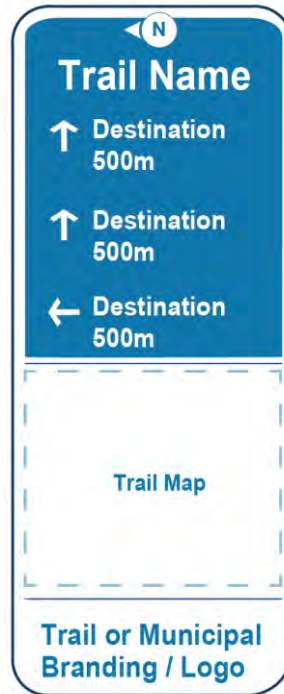 N
Trail Name
Destination
500m
Destination
500m
Destination
500m
Trail Map
Trail or Municipal
Branding / Logo